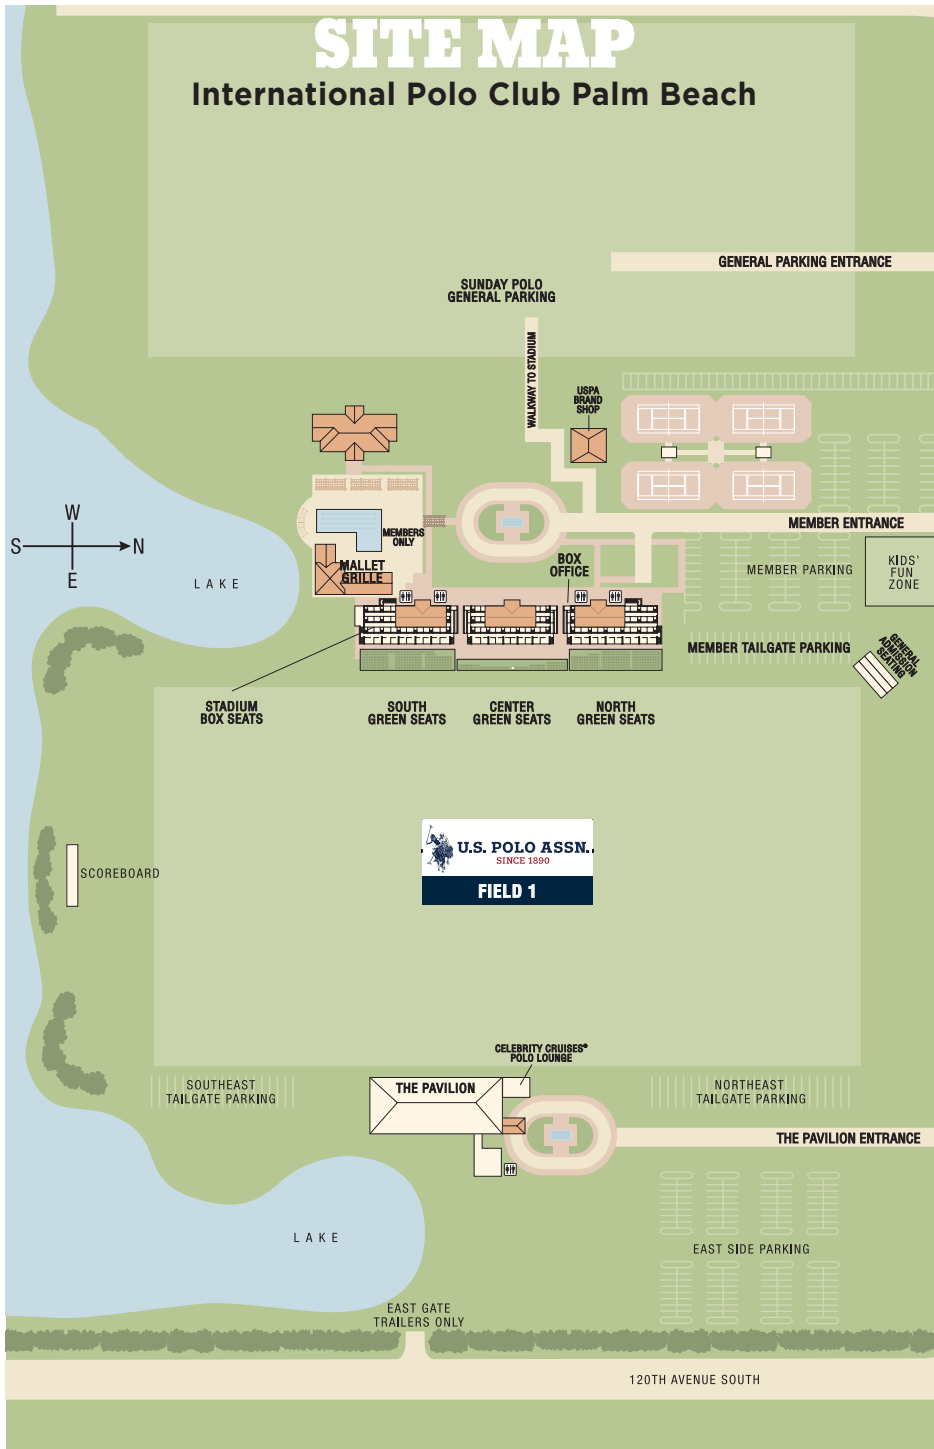 SITE MAP
International Polo Club Palm Beach
GENERAL PARKING ENTRANCE
SUNDAY POLO
GENERAL PARKING
WALKWAY TO STADIUM
USPA
BRAND
SHOP
W
S
N
E
MEMBER ENTRANCE
MEMBERS
ONLY
BOX
OFFICE
MALLET
GRILLE
MEMBER PARKING
KIDS'
FUN
ZONE
LAKE
MEMBER TAILGATE PARKING
GENERAL
ADMISSION
SEATING
STADIUM
BOX SEATS
SOUTH
GREEN SEATS
CENTER
GREEN SEATS
NORTH
GREEN SEATS
U.S. POLO ASSN.
SINCE 1890
FIELD 1
SCOREBOARD
CELEBRITY CRUISES®
POLO LOUNGE
SOUTHEAST
TAILGATE PARKING
THE PAVILION
NORTHEAST
TAILGATE PARKING
THE PAVILION ENTRANCE
LAKE
EAST SIDE PARKING
EAST GATE
TRAILERS ONLY
120TH AVENUE SOUTH